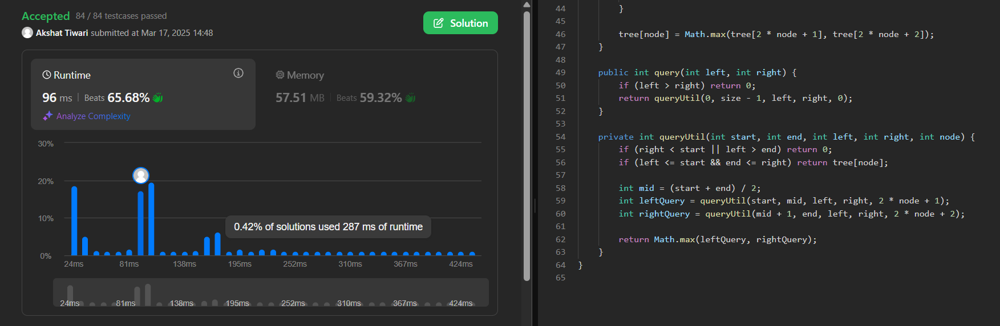 Accepted 84 / 84 testcases passed
Akshat Tiwari submitted at Mar 17, 2025 14:48
Solution
Runtime
96 ms | Beats 65.68%
Analyze Complexity
Memory
57.51 MB | Beats 59.32%
30%
20%
10%
0%
0.42% of solutions used 287 ms of runtime
24ms 81ms 138ms 195ms 252ms 310ms 367ms 424ms
24ms 81ms 138ms 195ms 252ms 310ms 367ms 424ms
44 }
45
46 tree[node] = Math.max(tree[2 * node + 1], tree[2 * node + 2]);
47 }
48
49 public int query(int left, int right) {
50 if (left > right) return 0;
51 return queryUtil(0, size - 1, left, right, 0);
52 }
53
54 private int queryUtil(int start, int end, int left, int right, int node) {
55 if (right < start || left > end) return 0;
56 if (left <= start && end <= right) return tree[node];
57
58 int mid = (start + end) / 2;
59 int leftQuery = queryUtil(start, mid, left, right, 2 * node + 1);
60 int rightQuery = queryUtil(mid + 1, end, left, right, 2 * node + 2);
61
62 return Math.max(leftQuery, rightQuery);
63 }
64 }
65